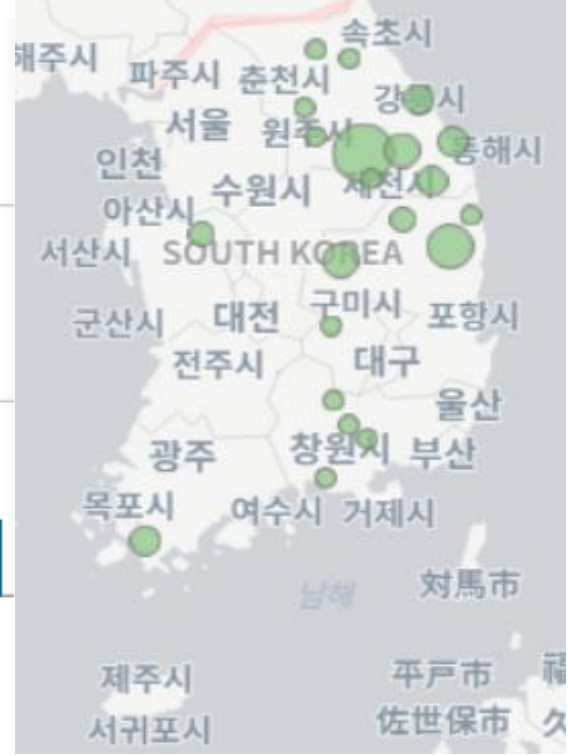 속초시
해주시
파주시
춘천시
강릉시
서울
원주시
동해시
인천
수원시
제천시
아산시
서산시
SOUTH KOREA
구미시
군산시
대전
포항시
전주시
대구
울산
광주
창원시
부산
목포시
여수시
거제시
対馬市
남해
제주시
平戸市
福
서귀포시
佐世保市
久